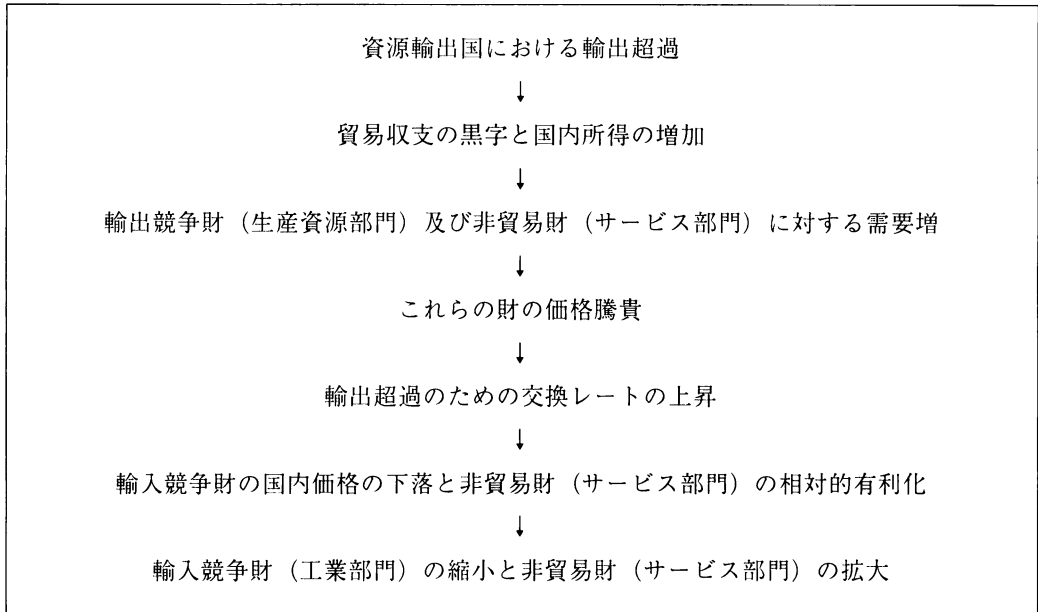 資源輸出国における輸出超過
↓
貿易収支の黒字と国内所得の増加
↓
輸出競争財（生産資源部門）及び非貿易財（サービス部門）に対する需要増
↓
これらの財の価格騰貴
↓
輸出超過のための交換レートの上昇
↓
輸入競争財の国内価格の下落と非貿易財（サービス部門）の相対的有利化
↓
輸入競争財（工業部門）の縮小と非貿易財（サービス部門）の拡大